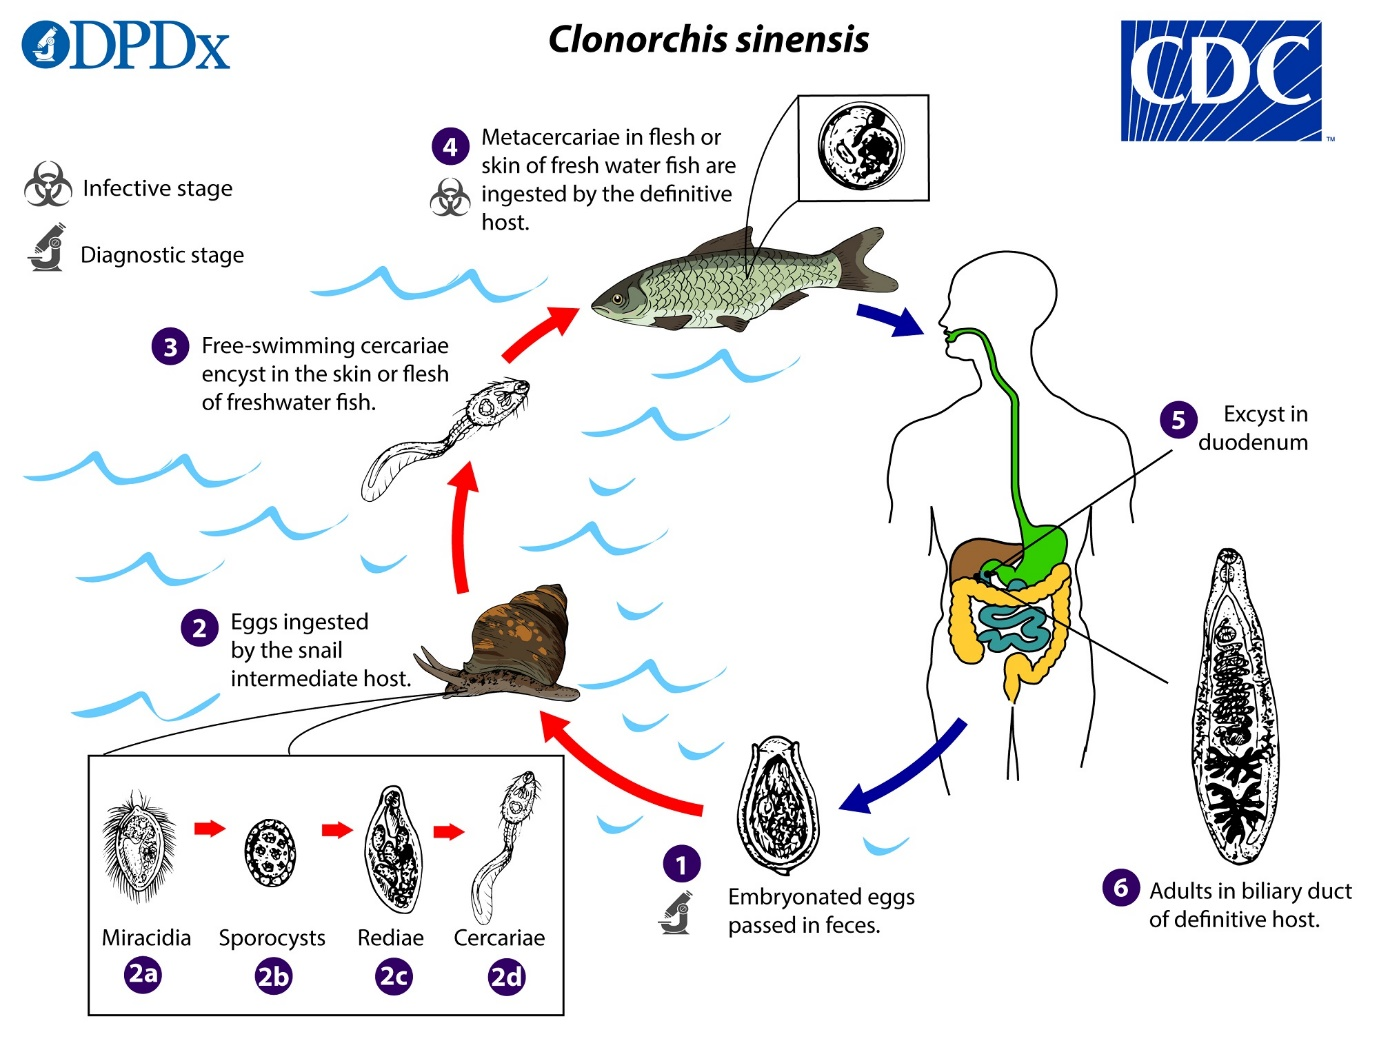 DPDx
Clonorchis sinensis
CDC
TM
Infective stage
Diagnostic stage
4
Metacercariae in flesh or
skin of fresh water fish are
ingested by the definitive
host.
3
Free-swimming cercariae
encyst in the skin or flesh
of freshwater fish.
5
Excyst in
duodenum
2
Eggs ingested
by the snail
intermediate host.
Miracidia
Sporocysts
Rediae
Cercariae
2a
2b
2c
2d
1
Embryonated eggs
passed in feces.
6
Adults in biliary duct
of definitive host.